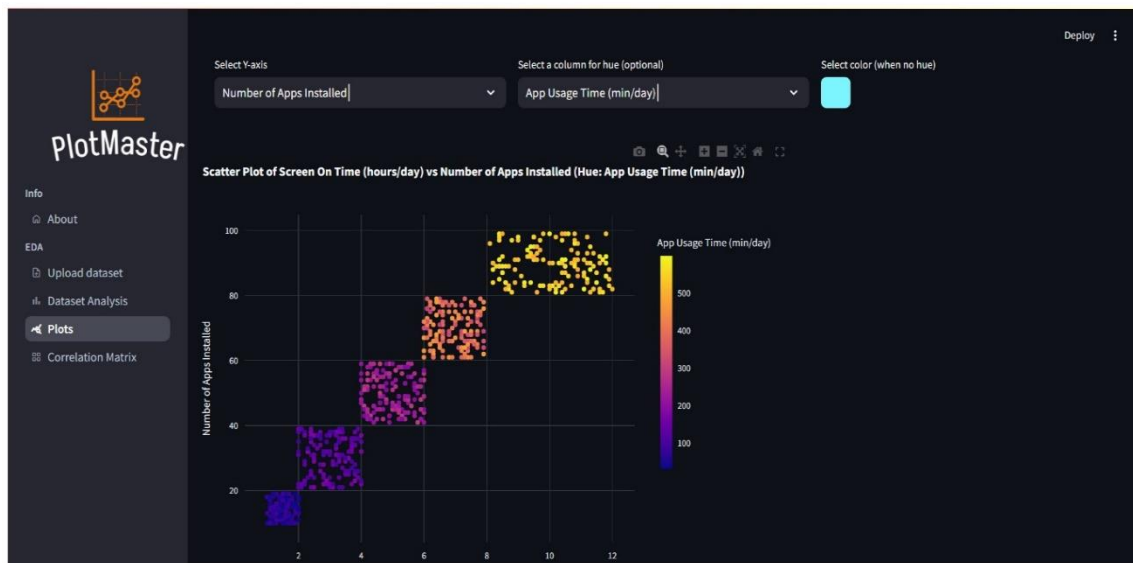 Deploy
Select Y-axis
Select a column for hue (optional)
Select color (when no hue)
Number of Apps Installed
App Usage Time (min/day)
PlotMaster
Info
About
EDA
Upload dataset
Dataset Analysis
Plots
Correlation Matrix
Scatter Plot of Screen On Time (hours/day) vs Number of Apps Installed (Hue: App Usage Time (min/day))
Number of Apps Installed
100
80
60
40
20
2 4 6 8 10 12
App Usage Time (min/day)
500
400
300
200
100